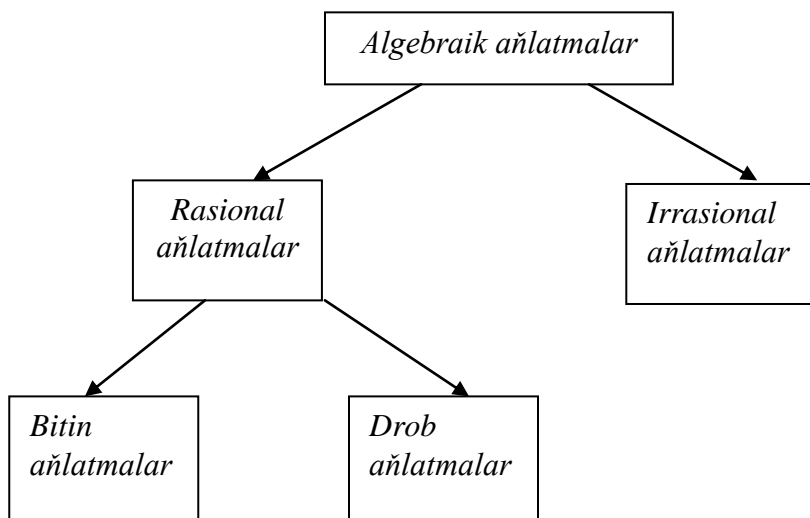 Algebraik aňlatmalar
Rasional
aňlatmalar
Irrasional
aňlatmalar
Bitin
aňlatmalar
Drob
aňlatmalar